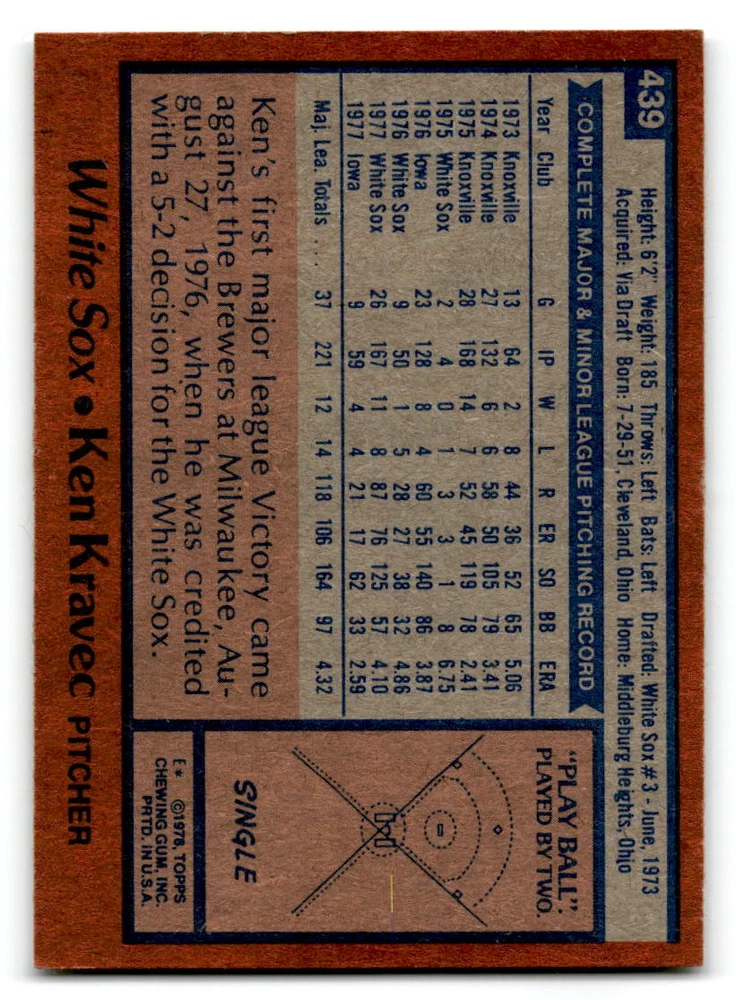 439
Height: 6'2" Weight: 185 Throws: Left Bats: Left Drafted: White Sox #3 - June, 1973
Acquired: Via Draft Born: 7-29-51, Cleveland, Ohio Home: Middleburg Heights, Ohio
COMPLETE MAJOR & MINOR LEAGUE PITCHING RECORD
Year Club G IP W L R ER SO BB ERA
1973 Knoxville 13 64 2 8 44 36 52 65 5.06
1974 Knoxville 27 132 6 6 58 50 105 79 3.41
1975 Knoxville 28 168 14 7 52 45 119 78 2.41
1975 White Sox 2 4 0 1 3 3 1 8 6.75
1976 Iowa 23 128 8 4 60 55 140 86 3.87
1976 White Sox 9 50 1 5 28 27 38 32 4.86
1977 White Sox 26 167 11 8 87 76 125 57 4.10
1977 Iowa 9 59 4 4 21 17 62 33 2.59
Maj. Lea. Totals .... 37 221 12 14 118 106 164 97 4.32
Ken's first major league Victory came
against the Brewers at Milwaukee, Au-
gust 27, 1976, when he was credited
with a 5-2 decision for the White Sox.
"PLAY BALL"
PLAYED BY TWO.
SINGLE
E* ©1978, TOPPS
CHEWING GUM, INC.
PRTD. IN U.S.A.
White Sox • Ken Kravec PITCHER